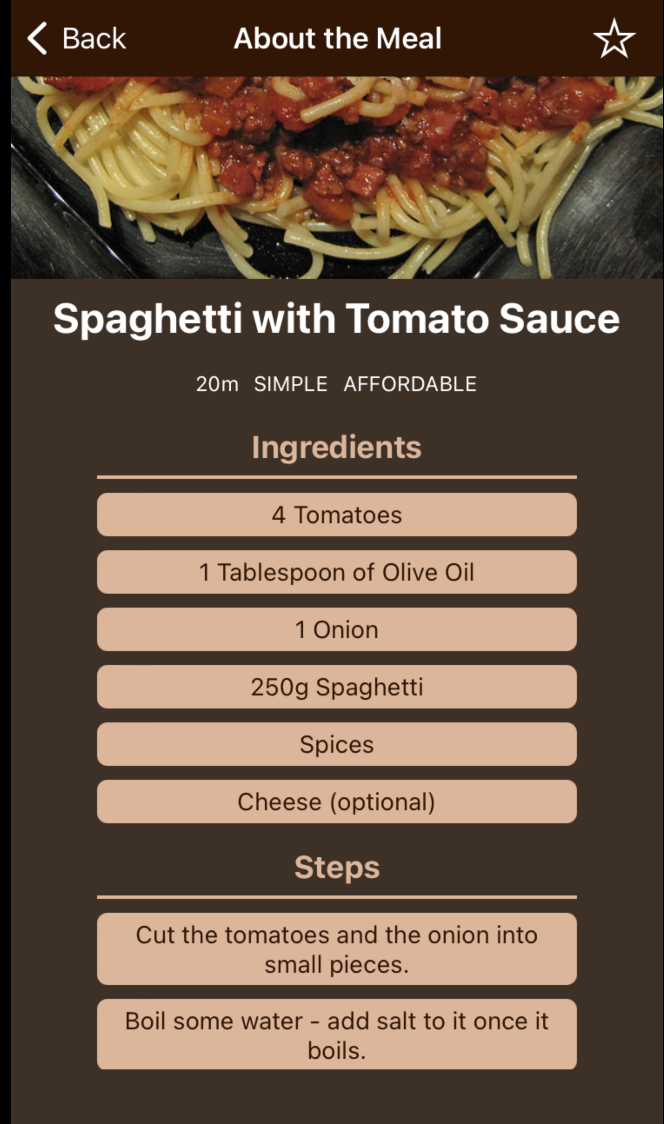 Back
About the Meal
Spaghetti with Tomato Sauce
20m SIMPLE AFFORDABLE
Ingredients
4 Tomatoes
1 Tablespoon of Olive Oil
1 Onion
250g Spaghetti
Spices
Cheese (optional)
Steps
Cut the tomatoes and the onion into
small pieces.
Boil some water - add salt to it once it
boils.